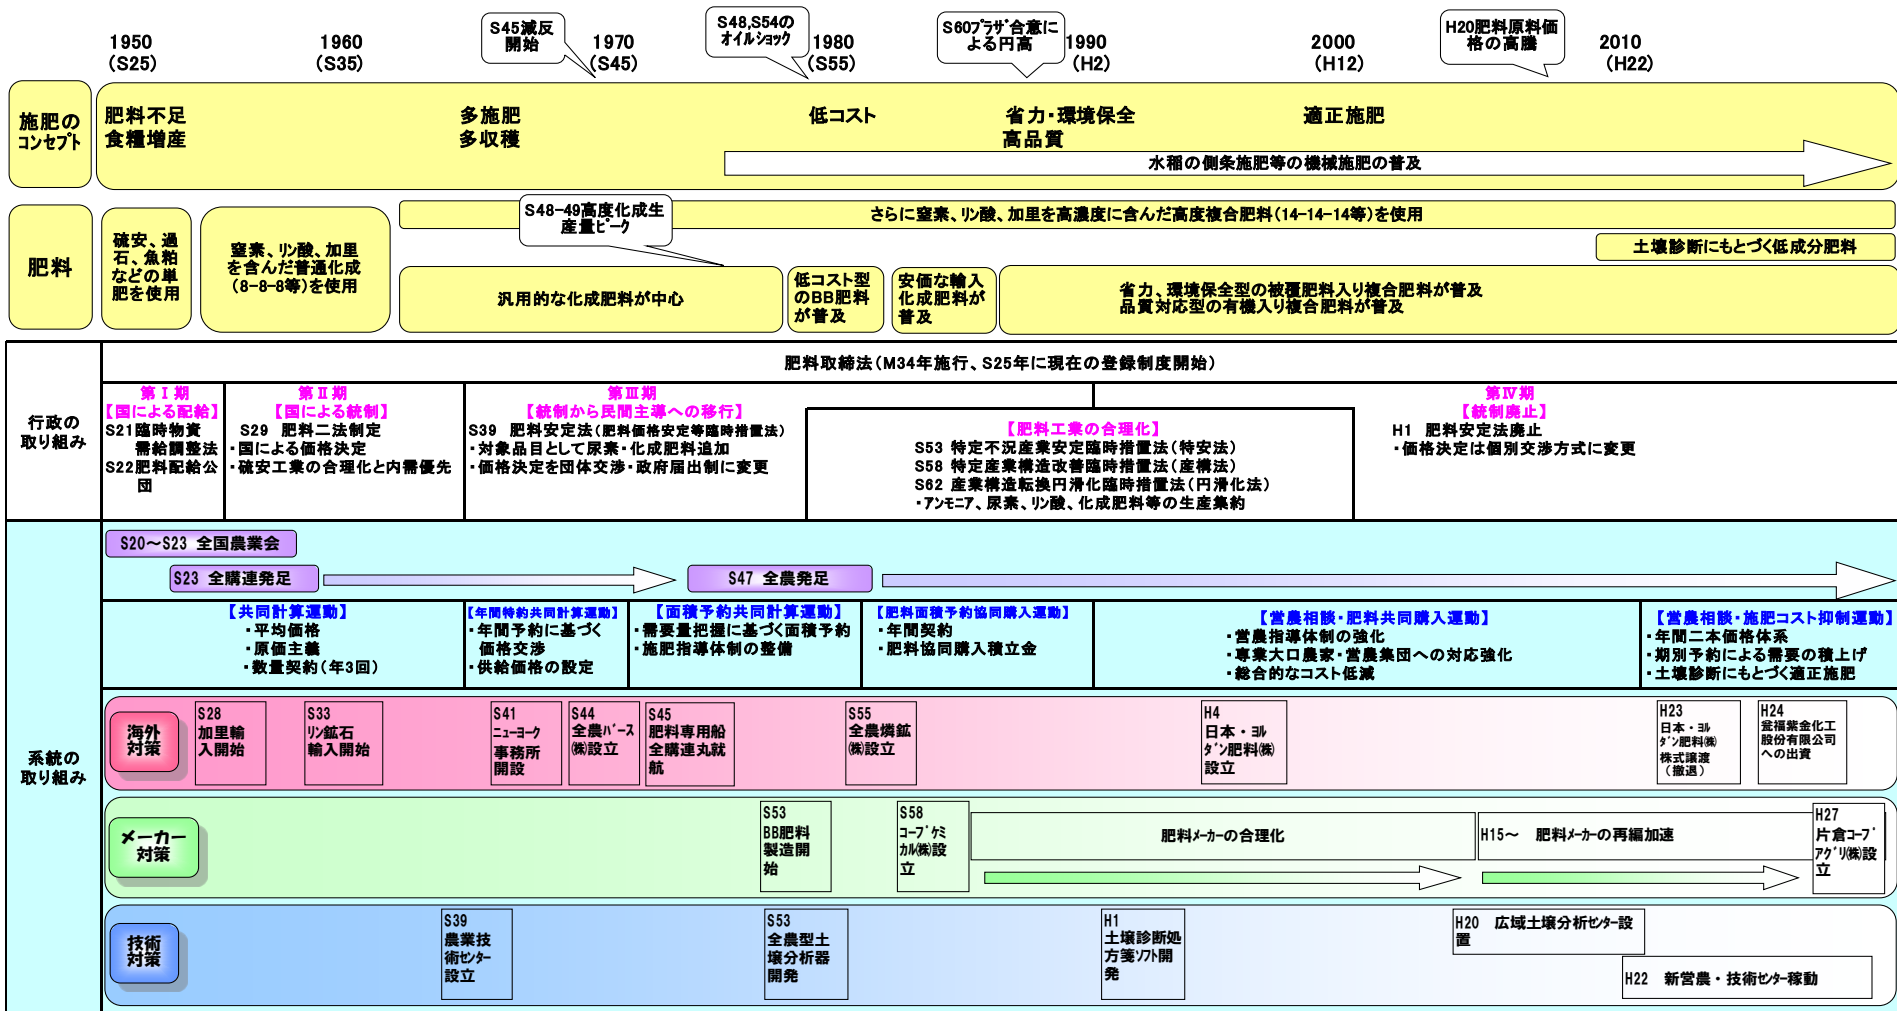 S45減反
開始
S48,S54の
オイルショック
S60プラザ合意に
よる円高
H20肥料原料価
格の高騰
1950
(S25)
1960
(S35)
1970
(S45)
1980
(S55)
1990
(H2)
2000
(H12)
2010
(H22)
施肥の
コンセプト
肥料不足
食糧増産
多施肥
多収穫
低コスト
省力・環境保全
高品質
適正施肥
水稲の側条施肥等の機械施肥の普及
肥料
硫安、過
石、魚粕
などの単
肥を使用
窒素、リン酸、加里
を含んだ普通化成
(8-8-8等)を使用
S48-49高度化成生
産量ピーク
さらに窒素、リン酸、加里を高濃度に含んだ高度複合肥料(14-14-14等)を使用
土壌診断にもとづく低成分肥料
汎用的な化成肥料が中心
低コスト型
のBB肥料
が普及
安価な輸入
化成肥料が
普及
省力、環境保全型の被覆肥料入り複合肥料が普及
品質対応型の有機入り複合肥料が普及
行政の
取り組み
肥料取締法(M34年施行、S25年に現在の登録制度開始)
第Ⅰ期
【国による配給】
S21臨時物資
需給調整法
S22肥料配給公
団
第Ⅱ期
【国による統制】
S29 肥料二法制定
・国による価格決定
・硫安工業の合理化と内需優先
第Ⅲ期
【統制から民間主導への移行】
S39 肥料安定法(肥料価格安定等臨時措置法)
・対象品目として尿素・化成肥料追加
・価格決定を団体交渉・政府届出制に変更
【肥料工業の合理化】
S53 特定不況産業安定臨時措置法(特安法)
S58 特定産業構造改善臨時措置法(産構法)
S62 産業構造転換円滑化臨時措置法(円滑化法)
・アンモニア、尿素、リン酸、化成肥料等の生産集約
第Ⅳ期
【統制廃止】
H1 肥料安定法廃止
・価格決定は個別交渉方式に変更
系統の
取り組み
S20～S23 全国農業会
S23 全購連発足
S47 全農発足
【共同計算運動】
・平均価格
・原価主義
・数量契約(年3回)
【年間特約共同計算運動】
・年間予約に基づく
価格交渉
・供給価格の設定
【面積予約共同計算運動】
・需要量把握に基づく面積予約
・施肥指導体制の整備
【肥料面積予約協同購入運動】
・年間契約
・肥料協同購入積立金
【営農相談・肥料共同購入運動】
・営農指導体制の強化
・専業大口農家・営農集団への対応強化
・総合的なコスト低減
【営農相談・施肥コスト抑制運動】
・年間二本価格体系
・期別予約による需要の積上げ
・土壌診断にもとづく適正施肥
海外
対策
S28
加里輸
入開始
S33
リン鉱石
輸入開始
S41
ニューヨーク
事務所
開設
S44
全農バース
㈱設立
S45
肥料専用船
全購連丸就
航
S55
全農燐鉱
㈱設立
H4
日本・ヨル
ダン肥料㈱
設立
H23
日本・ヨル
ダン肥料㈱
株式譲渡
(撤退)
H24
瓮福紫金化工
股份有限公司
への出資
メーカー
対策
S53
BB肥料
製造開
始
S58
コープケミ
カル㈱設
立
肥料メーカーの合理化
H15～ 肥料メーカーの再編加速
H27
片倉コープ
アグリ㈱設
立
技術
対策
S39
農業技
術センター
設立
S53
全農型土
壌分析器
開発
H1
土壌診断処
方箋ソフト開
発
H20 広域土壌分析センター設
置
H22 新営農・技術センター稼動